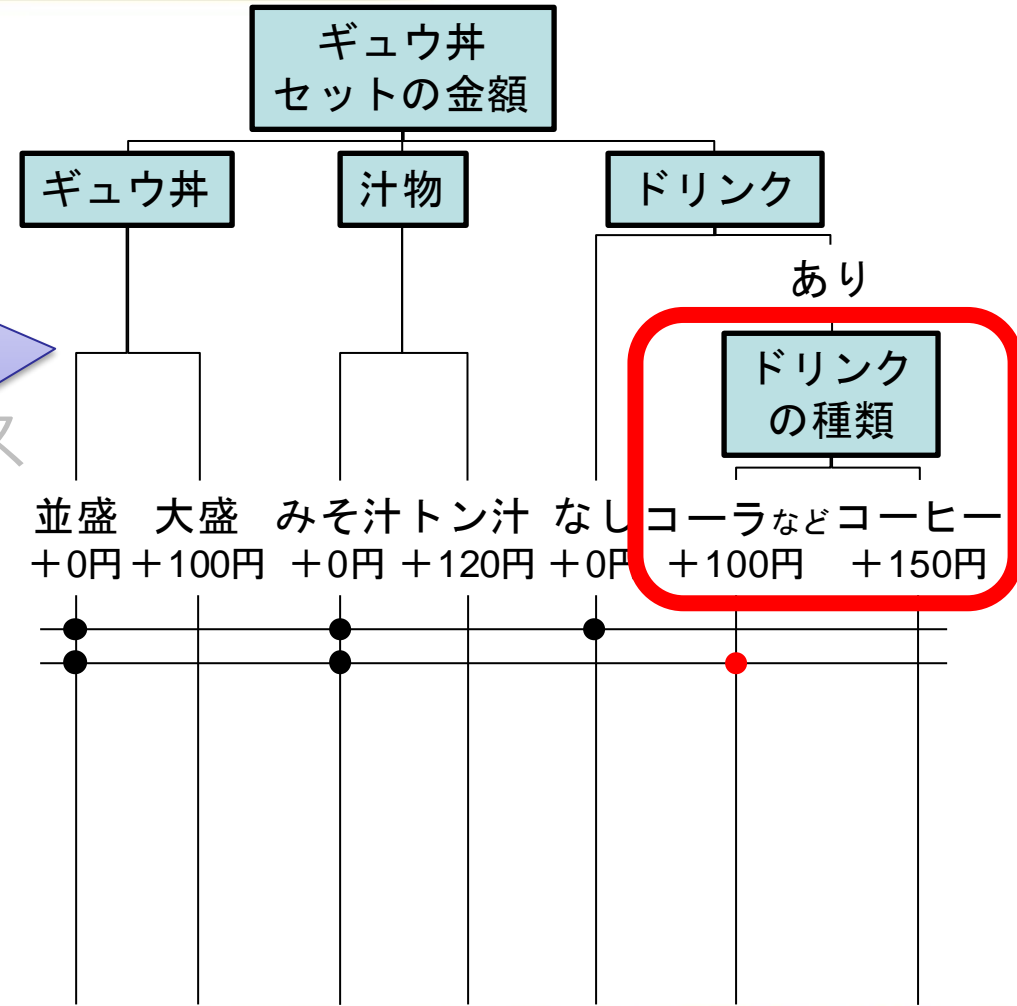 ギュウ丼
セットの金額
ギュウ丼
汁物
ドリンク
あり
ドリンク
の種類
並盛
+0円
大盛
+100円
みそ汁
+0円
トン汁
+120円
なし
+0円
コーラなど
+100円
コーヒー
+150円
ス